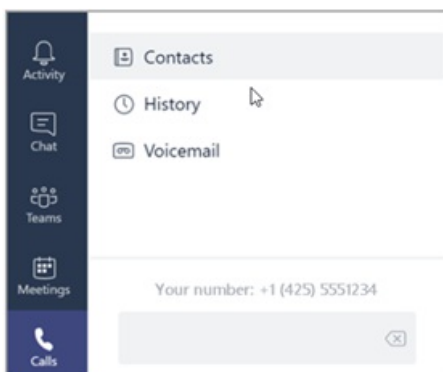 Activity
Chat
Teams
Meetings
Calls
Contacts
History
Voicemail
Your number: +1 (425) 5551234